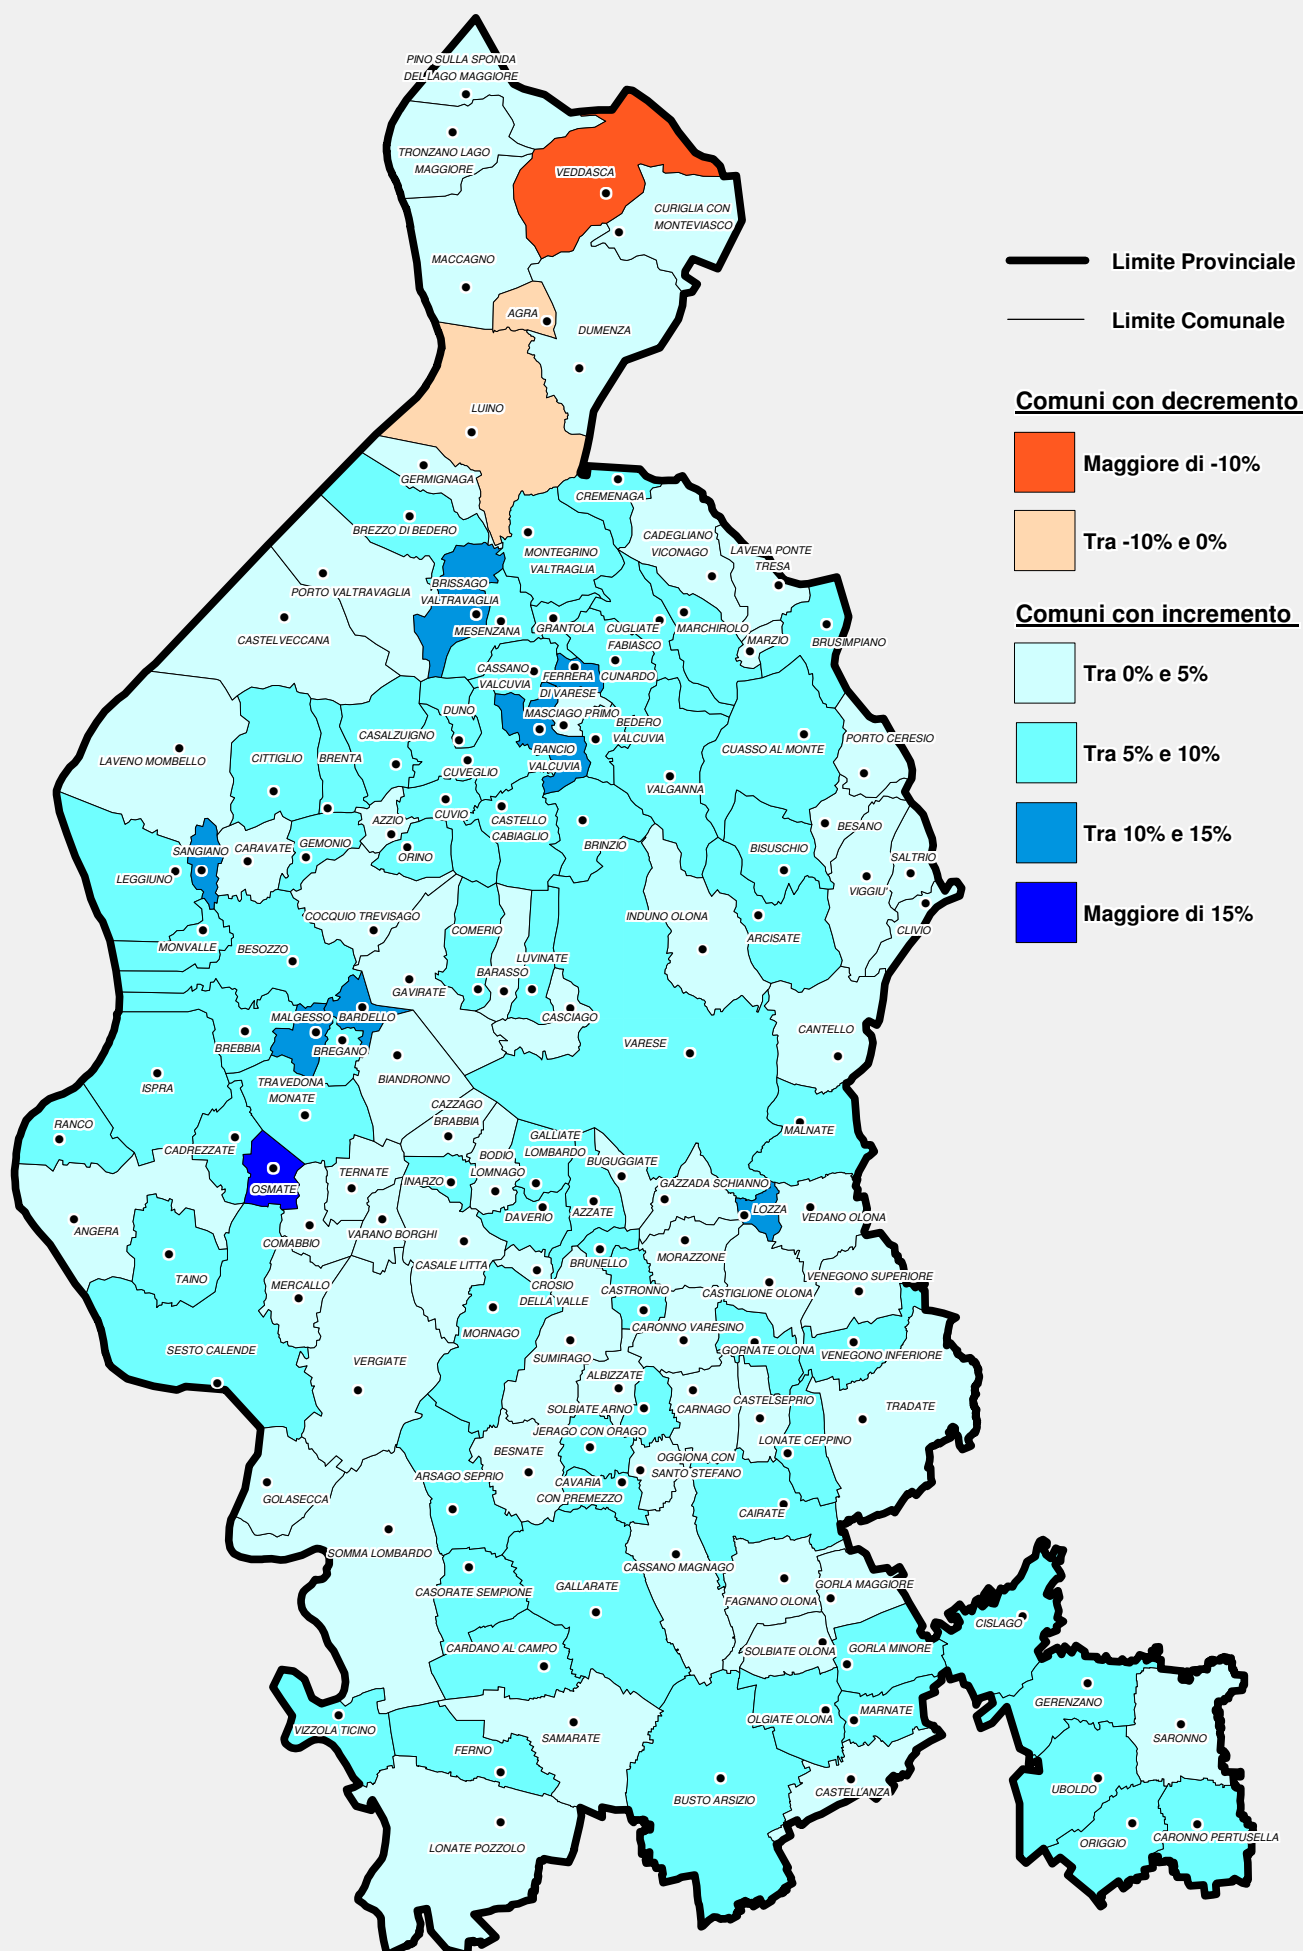 PINO SULLA SPONDA
DEL LAGO MAGGIORE
TRONZANO LAGO
MAGGIORE
VEDDASCA
CURIGLIA CON
MONTEVIASCO
MACCAGNO
AGRA
DUMENZA
LUINO
GERMIGNAGA
CREMENAGA
BREZZO DI BEDERO
CADEGLIANO
VICONAGO
MONTEGRINO
VALTRAGLIA
LAVENA PONTE
TRESA
BRISSAGO
VALTRAVAGLIA
PORTO VALTRAVAGLIA
CASTELVECCANA
MESENZANA
GRANTOLA
CUGLIATE
FABIASCO
MARCHIROLO
MARZIO
BRUSIMPIANO
CASSANO
VALCUVIA
FERRERA
DI VARESE
CUNARDO
MASCIAGO PRIMO
DUNO
BEDERO
VALCUVIA
CASALZUIGNO
CUASSO AL MONTE
PORTO CERESIO
RANCIO
VALCUVIA
LAVENO MOMBELLO
CITTIGLIO
BRENTA
CUVEGLIO
VALGANNA
CUVIO
AZZIO
CASTELLO
CABIAGLIO
BRINZIO
BESANO
BISUSCHIO
SANGIANO
CARAVATE
GEMONIO
ORINO
SALTRIO
LEGGIUNO
VIGGIU'
COCQUIO TREVISAGO
INDUNO OLONA
COMERIO
ARCISATE
CLIVIO
MONVALLE
BESOZZO
LUVINATE
BARASSO
GAVIRATE
CASCIAGO
MALGESSO
BARDELLO
CANTELLO
BREBBIA
BREGANO
VARESE
ISPRA
TRAVEDONA
MONATE
BIANDRONNO
CAZZAGO
BRABBIA
RANCO
CADREZZATE
GALLIATE
LOMBARDO
MALNATE
BODIO
LOMNAGO
BUGUGGIATE
TERNATE
INARZO
GAZZADA SCHIANNO
OSMATE
AZZATE
LOZZA
DAVERIO
VEDANO OLONA
ANGERA
COMABBIO
VARANO BORGHI
CASALE LITTA
BRUNELLO
MORAZZONE
TAINO
MERCALLO
CROSIO
DELLA VALLE
CASTRONNO
CASTIGLIONE OLONA
VENEGONO SUPERIORE
MORNAGO
CARONNO VARESINO
SESTO CALENDE
VERGIATE
SUMIRAGO
GORNATE OLONA
VENEGONO INFERIORE
ALBIZZATE
SOLBIATE ARNO
CARNAGO
CASTELSEPRIO
TRADATE
JERAGO CON ORAGO
LONATE CEPPINO
BESNATE
OGGIONA CON
SANTO STEFANO
ARSAGO SEPRIO
CAVARIA
CON PREMEZZO
GOLASECCA
CAIRATE
SOMMA LOMBARDO
CASSANO MAGNAGO
CASORATE SEMPIONE
GALLARATE
FAGNANO OLONA
GORLA MAGGIORE
CISLAGO
CARDANO AL CAMPO
SOLBIATE OLONA
GORLA MINORE
GERENZANO
VIZZOLA TICINO
OLGIATE OLONA
MARNATE
SARONNO
SAMARATE
FERNO
UBOLDO
BUSTO ARSIZIO
CASTELLANZA
ORIGGIO
CARONNO PERTUSELLA
LONATE POZZOLO
Limite Provinciale
Limite Comunale
Comuni con decremento
Maggiore di -10%
Tra -10% e 0%
Comuni con incremento
Tra 0% e 5%
Tra 5% e 10%
Tra 10% e 15%
Maggiore di 15%